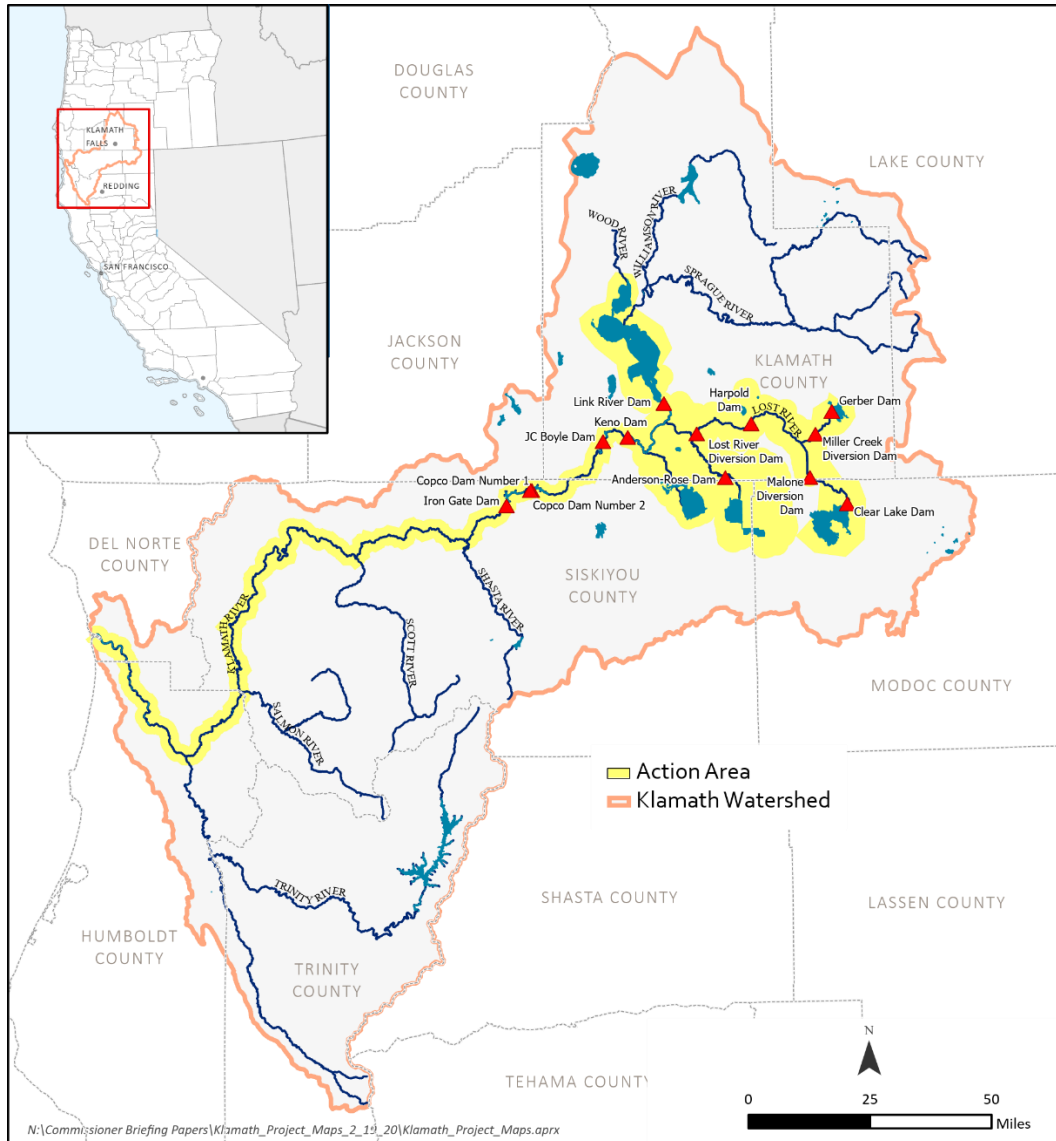 DOUGLAS
COUNTY
LAKE COUNTY
KLAMATH
FALLS
REDDING
SAN FRANCISCO
WOOD
RIVER
WILLIAMSON RIVER
SPRAGUE RIVER
JACKSON
COUNTY
KLAMATH
COUNTY
Link River Dam
Harpold
Dam
LOST RIVER
Gerber Dam
Keno Dam
JC Boyle Dam
Lost River
Diversion Dam
Miller Creek
Diversion Dam
Copco Dam Number 1
Anderson-Rose Dam
Malone
Diversion
Dam
Iron Gate Dam
Copco Dam Number 2
Clear Lake Dam
DEL NORTE
COUNTY
SISKIYOU
COUNTY
SHASTA RIVER
KLAMATH RIVER
SCOTT RIVER
SALMON RIVER
MODOC COUNTY
Action Area
Klamath Watershed
TRINITY RIVER
SHASTA COUNTY
LASSEN COUNTY
HUMBOLDT
COUNTY
TRINITY
COUNTY
TEHAMA COUNTY
N
0 25 50
Miles
N:\Commissioner Briefing Papers\Klamath_Project_Maps_2_19_20\Klamath_Project_Maps.aprx